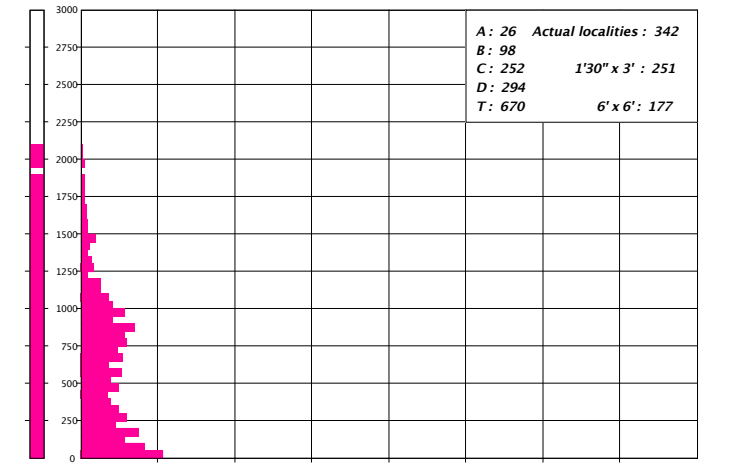 3000
A : 26 Actual localities : 342
2750
B : 98
C : 252 1'30" x 3' : 251
2500
D : 294
T : 670 6' x 6' : 177
2250
2000
1750
1500
1250
1000
750
500
250
0